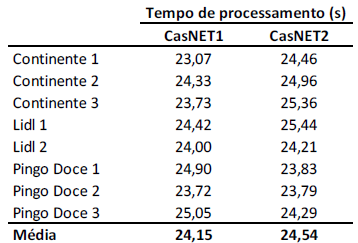 Tempo de processamento (s)
CasNET1 CasNET2
Continente 1 23,07 24,46
Continente 2 24,33 24,96
Continente 3 23,73 25,36
Lidl 1 24,42 25,44
Lidl 2 24,00 24,21
Pingo Doce 1 24,90 23,83
Pingo Doce 2 23,72 23,79
Pingo Doce 3 25,05 24,29
Média 24,15 24,54